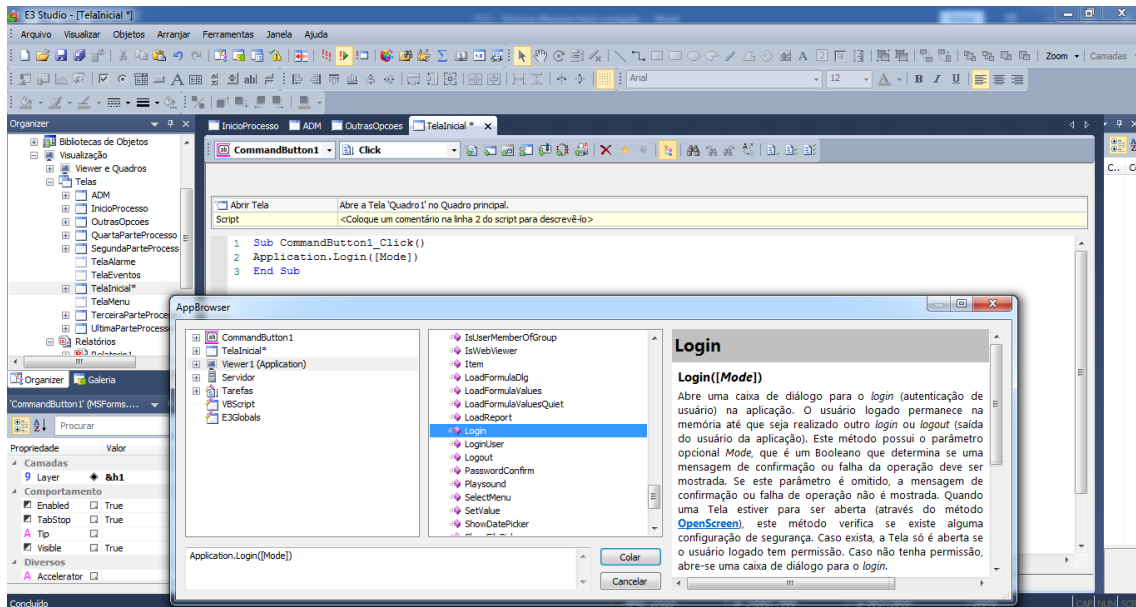 E3 Studio - [TelaInicial *]
Arquivo Visualizar Objetos Arranjar Ferramentas Janela Ajuda
Zoom Camadas
Arial 12
Organizer
InicioProcesso ADM OutrasOpcoes TelaInicial *
Bibliotecas de Objetos
Visualização
Viewer e Quadros
Telas
ADM
InicioProcesso
OutrasOpcoes
QuartaParteProcesso
SegundaParteProcess
TelaAlarme
TelaEventos
TelaInicial*
TelaMenu
TerceiraParteProce
UltimaParteProcess
Relatórios
Relatorio1
Organizer Galeria
CommandButton1 Click
Abrir Tela Abre a Tela 'Quadro1' no Quadro principal.
Script <Coloque um comentário na linha 2 do script para descrevê-lo>
1 Sub CommandButton1_Click()
2 Application.Login([Mode])
3 End Sub
'CommandButton1' (MSForms....
Procurar
Propriedade Valor
Camadas
Layer &h1
Comportamento
Enabled True
TabStop True
Tip
Visible True
Diversos
Accelerator
Concluído
AppBrowser
CommandButton1
TelaInicial*
Viewer1 (Application)
Servidor
Tarefas
VBScript
E3Globals
IsUserMemberOfGroup
IsWebViewer
Item
LoadFormulaDlg
LoadFormulaValues
LoadFormulaValuesQuiet
LoadReport
Login
LoginUser
Logout
PasswordConfirm
Playsound
SelectMenu
SetValue
ShowDatePicker
Login
Login([Mode])
Abre uma caixa de diálogo para o login (autenticação de
usuário) na aplicação. O usuário logado permanece na
memória até que seja realizado outro login ou logout (saída
do usuário da aplicação). Este método possui o parâmetro
opcional Mode, que é um Booleano que determina se uma
mensagem de confirmação ou falha da operação deve ser
mostrada. Se este parâmetro é omitido, a mensagem de
confirmação ou falha de operação não é mostrada. Quando
uma Tela estiver para ser aberta (através do método
OpenScreen), este método verifica se existe alguma
configuração de segurança. Caso exista, a Tela só é aberta se
o usuário logado tem permissão. Caso não tenha permissão,
abre-se uma caixa de diálogo para o login.
Application.Login([Mode])
Colar
Cancelar
CAP NUM SCR